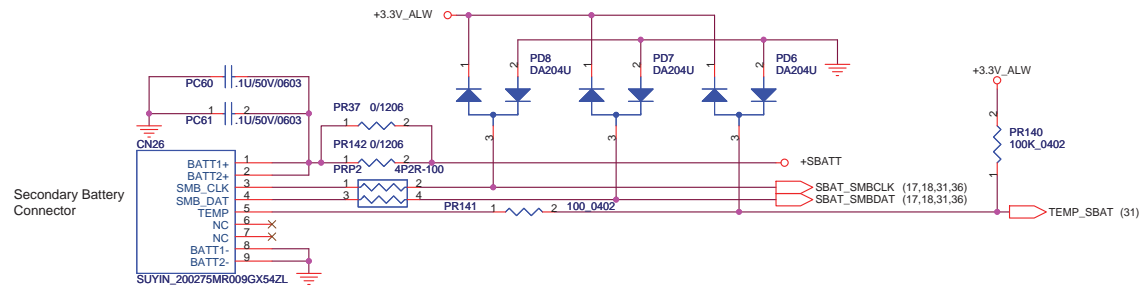 +3.3V_ALW
PD8
DA204U
PD7
DA204U
PD6
DA204U
1
2
3
1
2
3
1
2
3
+3.3V_ALW
2
PR140
100K_0402
1
PC60
.1U/50V/0603
1
2
PC61
.1U/50V/0603
PR37 0/1206
1
2
PR142 0/1206
1
2
PRP2
4P2R-100
1
2
3
4
PR141
1
2
100_0402
+SBATT
SBAT_SMBCLK (17,18,31,36)
SBAT_SMBDAT (17,18,31,36)
TEMP_SBAT (31)
Secondary Battery
Connector
CN26
BATT1+ 1
BATT2+ 2
SMB_CLK 3
SMB_DAT 4
TEMP 5
NC 6
NC 7
BATT1- 8
BATT2- 9
SUYIN_200275MR009GX54ZL